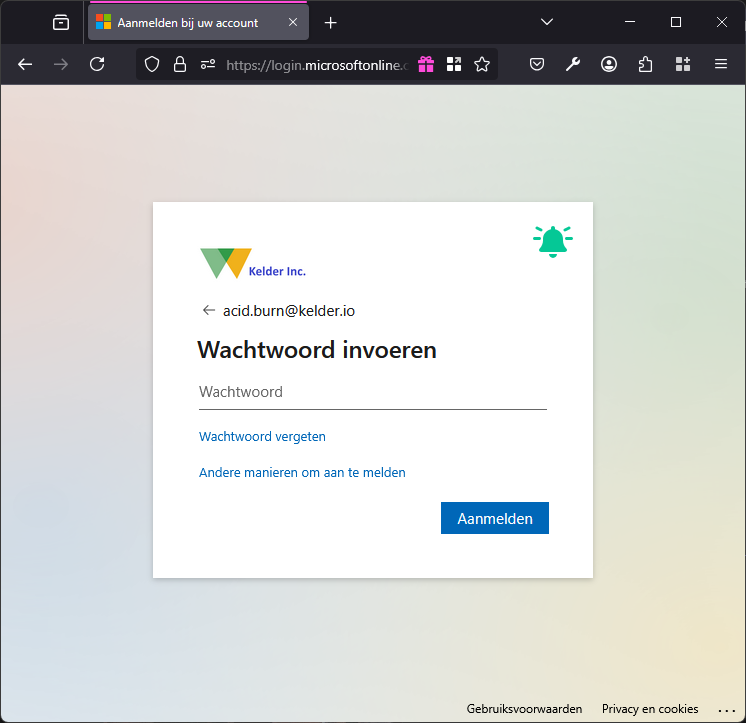 Aanmelden bij uw account
https://login.microsoftonline.c
Kelder Inc.
acid.burn@kelder.io
Wachtwoord invoeren
Wachtwoord
Wachtwoord vergeten
Andere manieren om aan te melden
Aanmelden
Gebruiksvoorwaarden Privacy en cookies ...